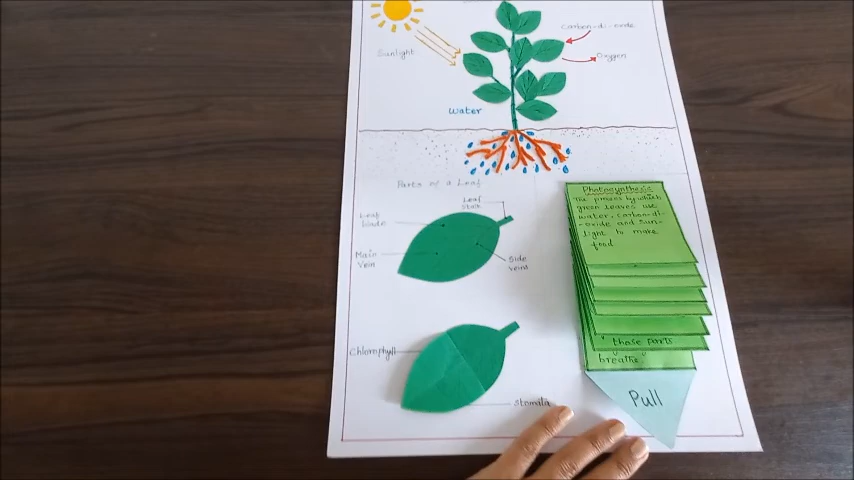 Carbon-di-oxide
Sunlight
Oxygen
Water
Parts of a Leaf
Leaf
Stalk
Leaf
blade
Main
Vein
Side
veins
Photosynthesis
The process by which
green leaves use
water, carbon-di-
-oxide and sun-
-light to make
food
those parts
breathe.
Chlorophyll
Stomata
Pull